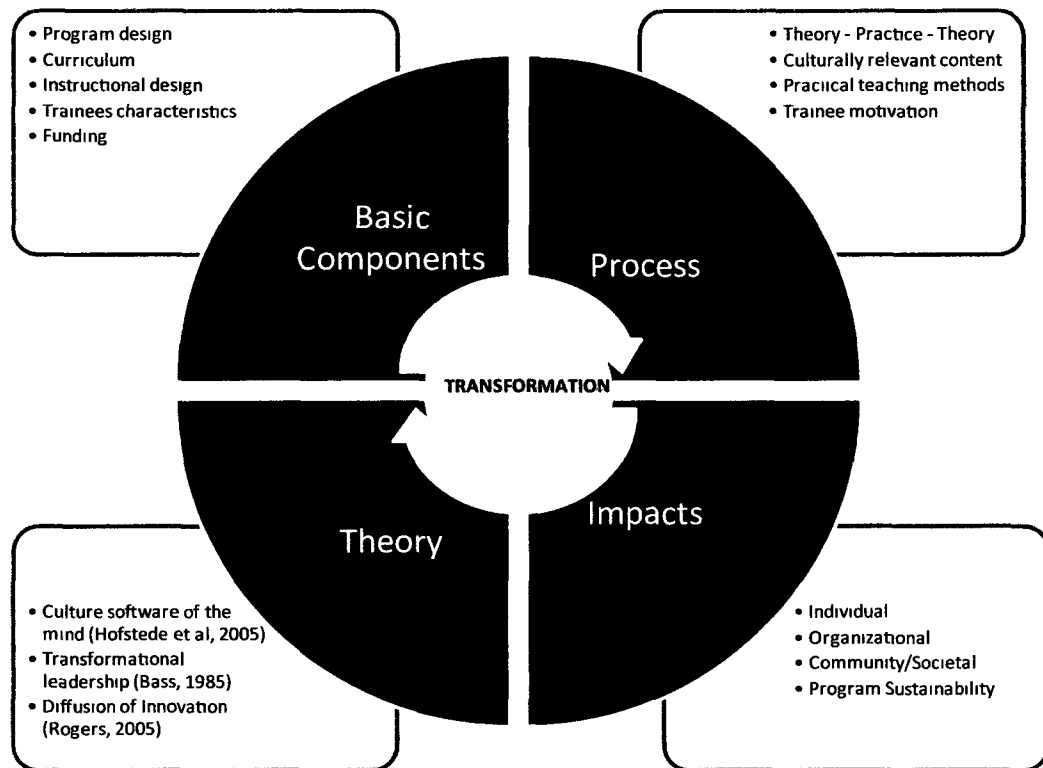 • Program design
• Curriculum
• Instructional design
• Trainees characteristics
• Funding
• Theory - Practice - Theory
• Culturally relevant content
• Practical teaching methods
• Trainee motivation
Basic
Components
Process
TRANSFORMATION
Theory
Impacts
• Culture software of the
mind (Hofstede et al, 2005)
• Transformational
leadership (Bass, 1985)
• Diffusion of Innovation
(Rogers, 2005)
• Individual
• Organizational
• Community/Societal
• Program Sustainability